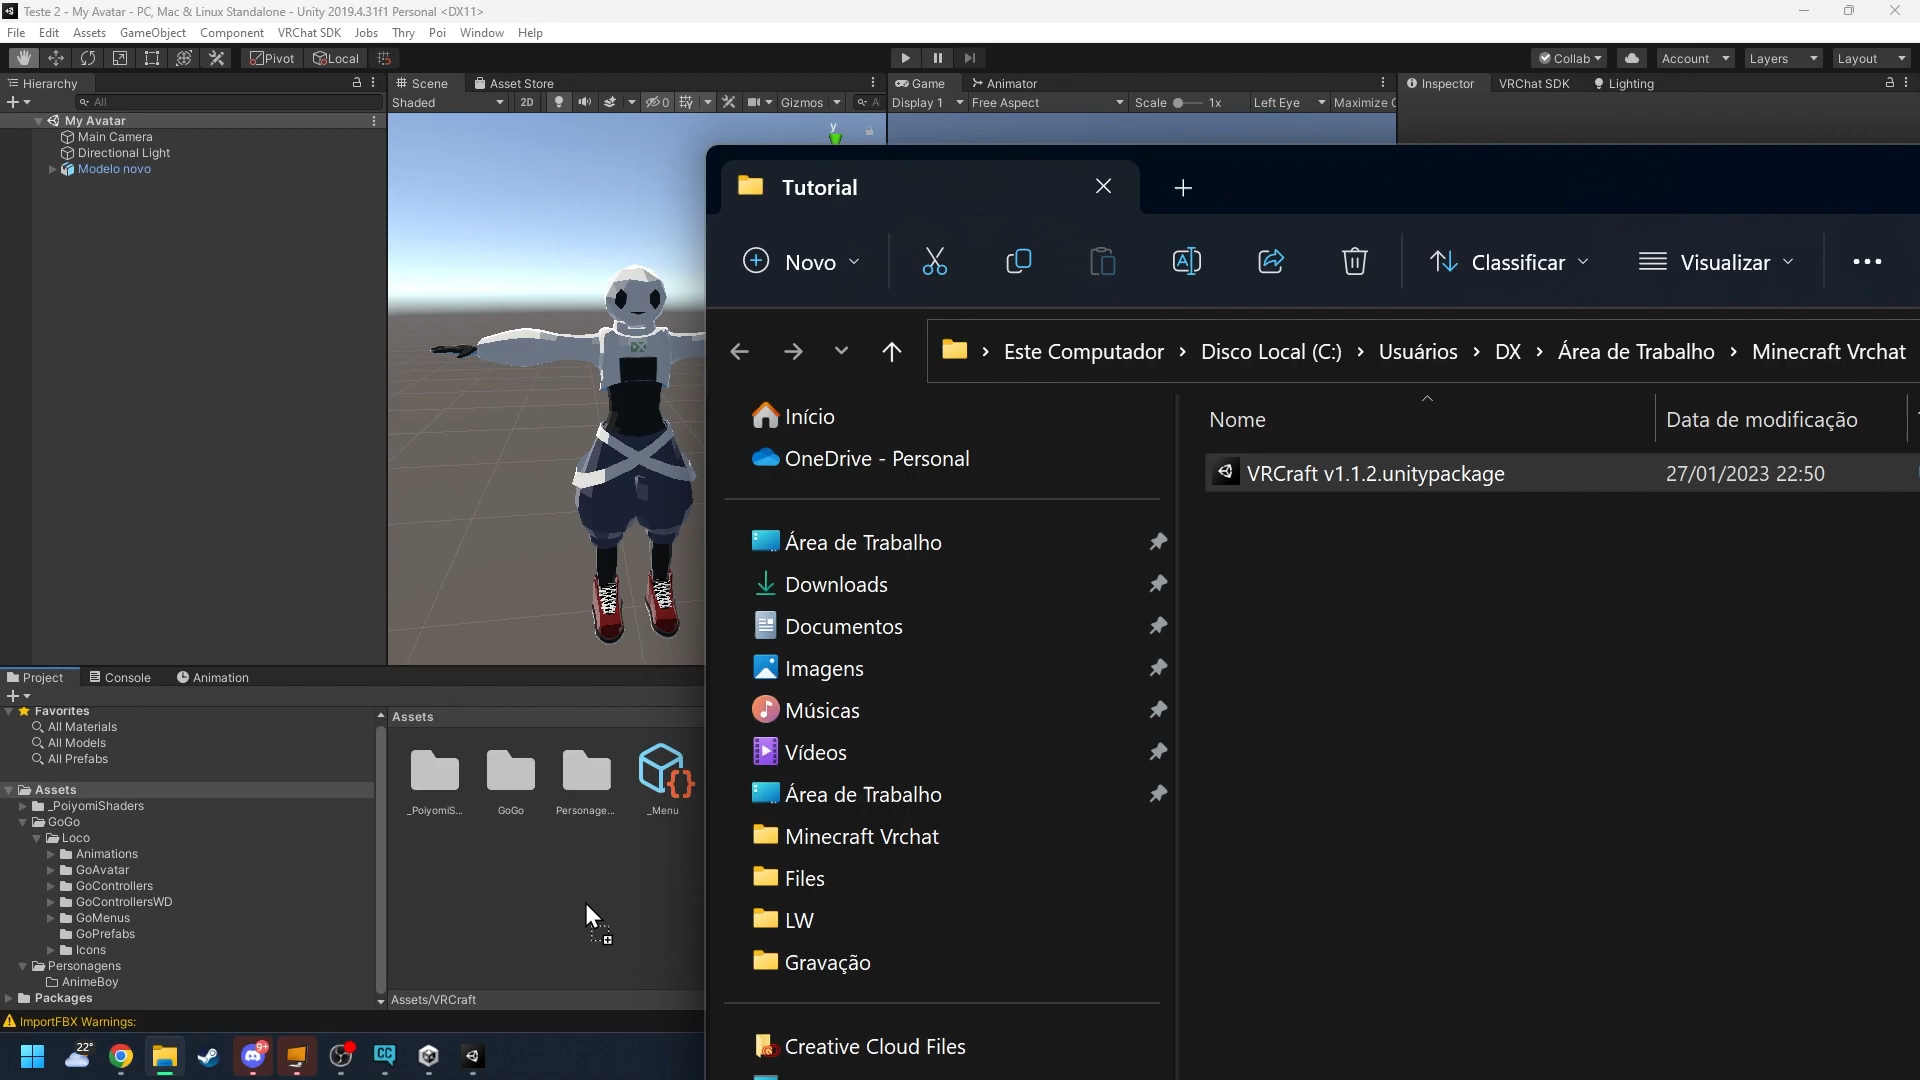 Teste 2 - My Avatar - PC, Mac & Linux Standalone - Unity 2019.4.31f1 Personal <DX11>
File Edit Assets GameObject Component VRChat SDK Jobs Thry Poi Window Help
Pivot Local Collab Account Layers Layout
Hierarchy Scene Asset Store Game Animator Inspector VRChat SDK Lighting
All Shaded 2D 0 Gizmos A Display 1 Free Aspect Scale 1x Left Eye Maximize
My Avatar
Main Camera
Directional Light
Modelo novo
y
DX
Tutorial
Novo Classificar Visualizar
Este Computador › Disco Local (C:) › Usuários › DX › Área de Trabalho › Minecraft Vrchat
Início
OneDrive - Personal
Área de Trabalho
Downloads
Documentos
Imagens
Músicas
Vídeos
Área de Trabalho
Minecraft Vrchat
Files
LW
Gravação
Creative Cloud Files
Nome Data de modificação
VRCraft v1.1.2.unitypackage 27/01/2023 22:50
Project Console Animation
Favorites
All Materials
All Models
All Prefabs
Assets
_PoiyomiShaders
GoGo
Loco
Animations
GoAvatar
GoControllers
GoControllersWD
GoMenus
GoPrefabs
Icons
Personagens
AnimeBoy
Packages
Assets
_PoiyomiS... GoGo Personage... _Menu
Assets/VRCraft
ImportFBX Warnings:
22° 9+ CC